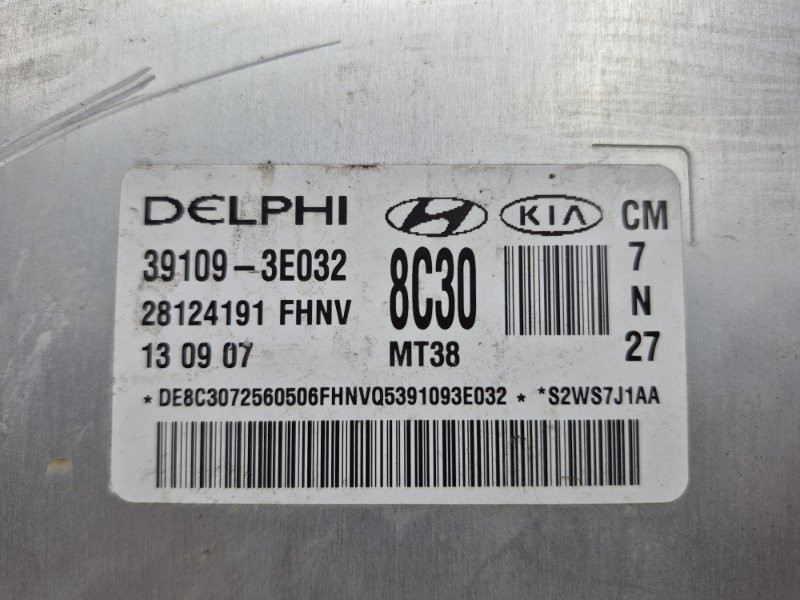 DELPHI KIA CM
39109-3E032 8C30 7
28124191 FHNV N
13 09 07 MT38 27
*DE8C3072560506FHNVQ5391093E032* *S2WS7J1AA